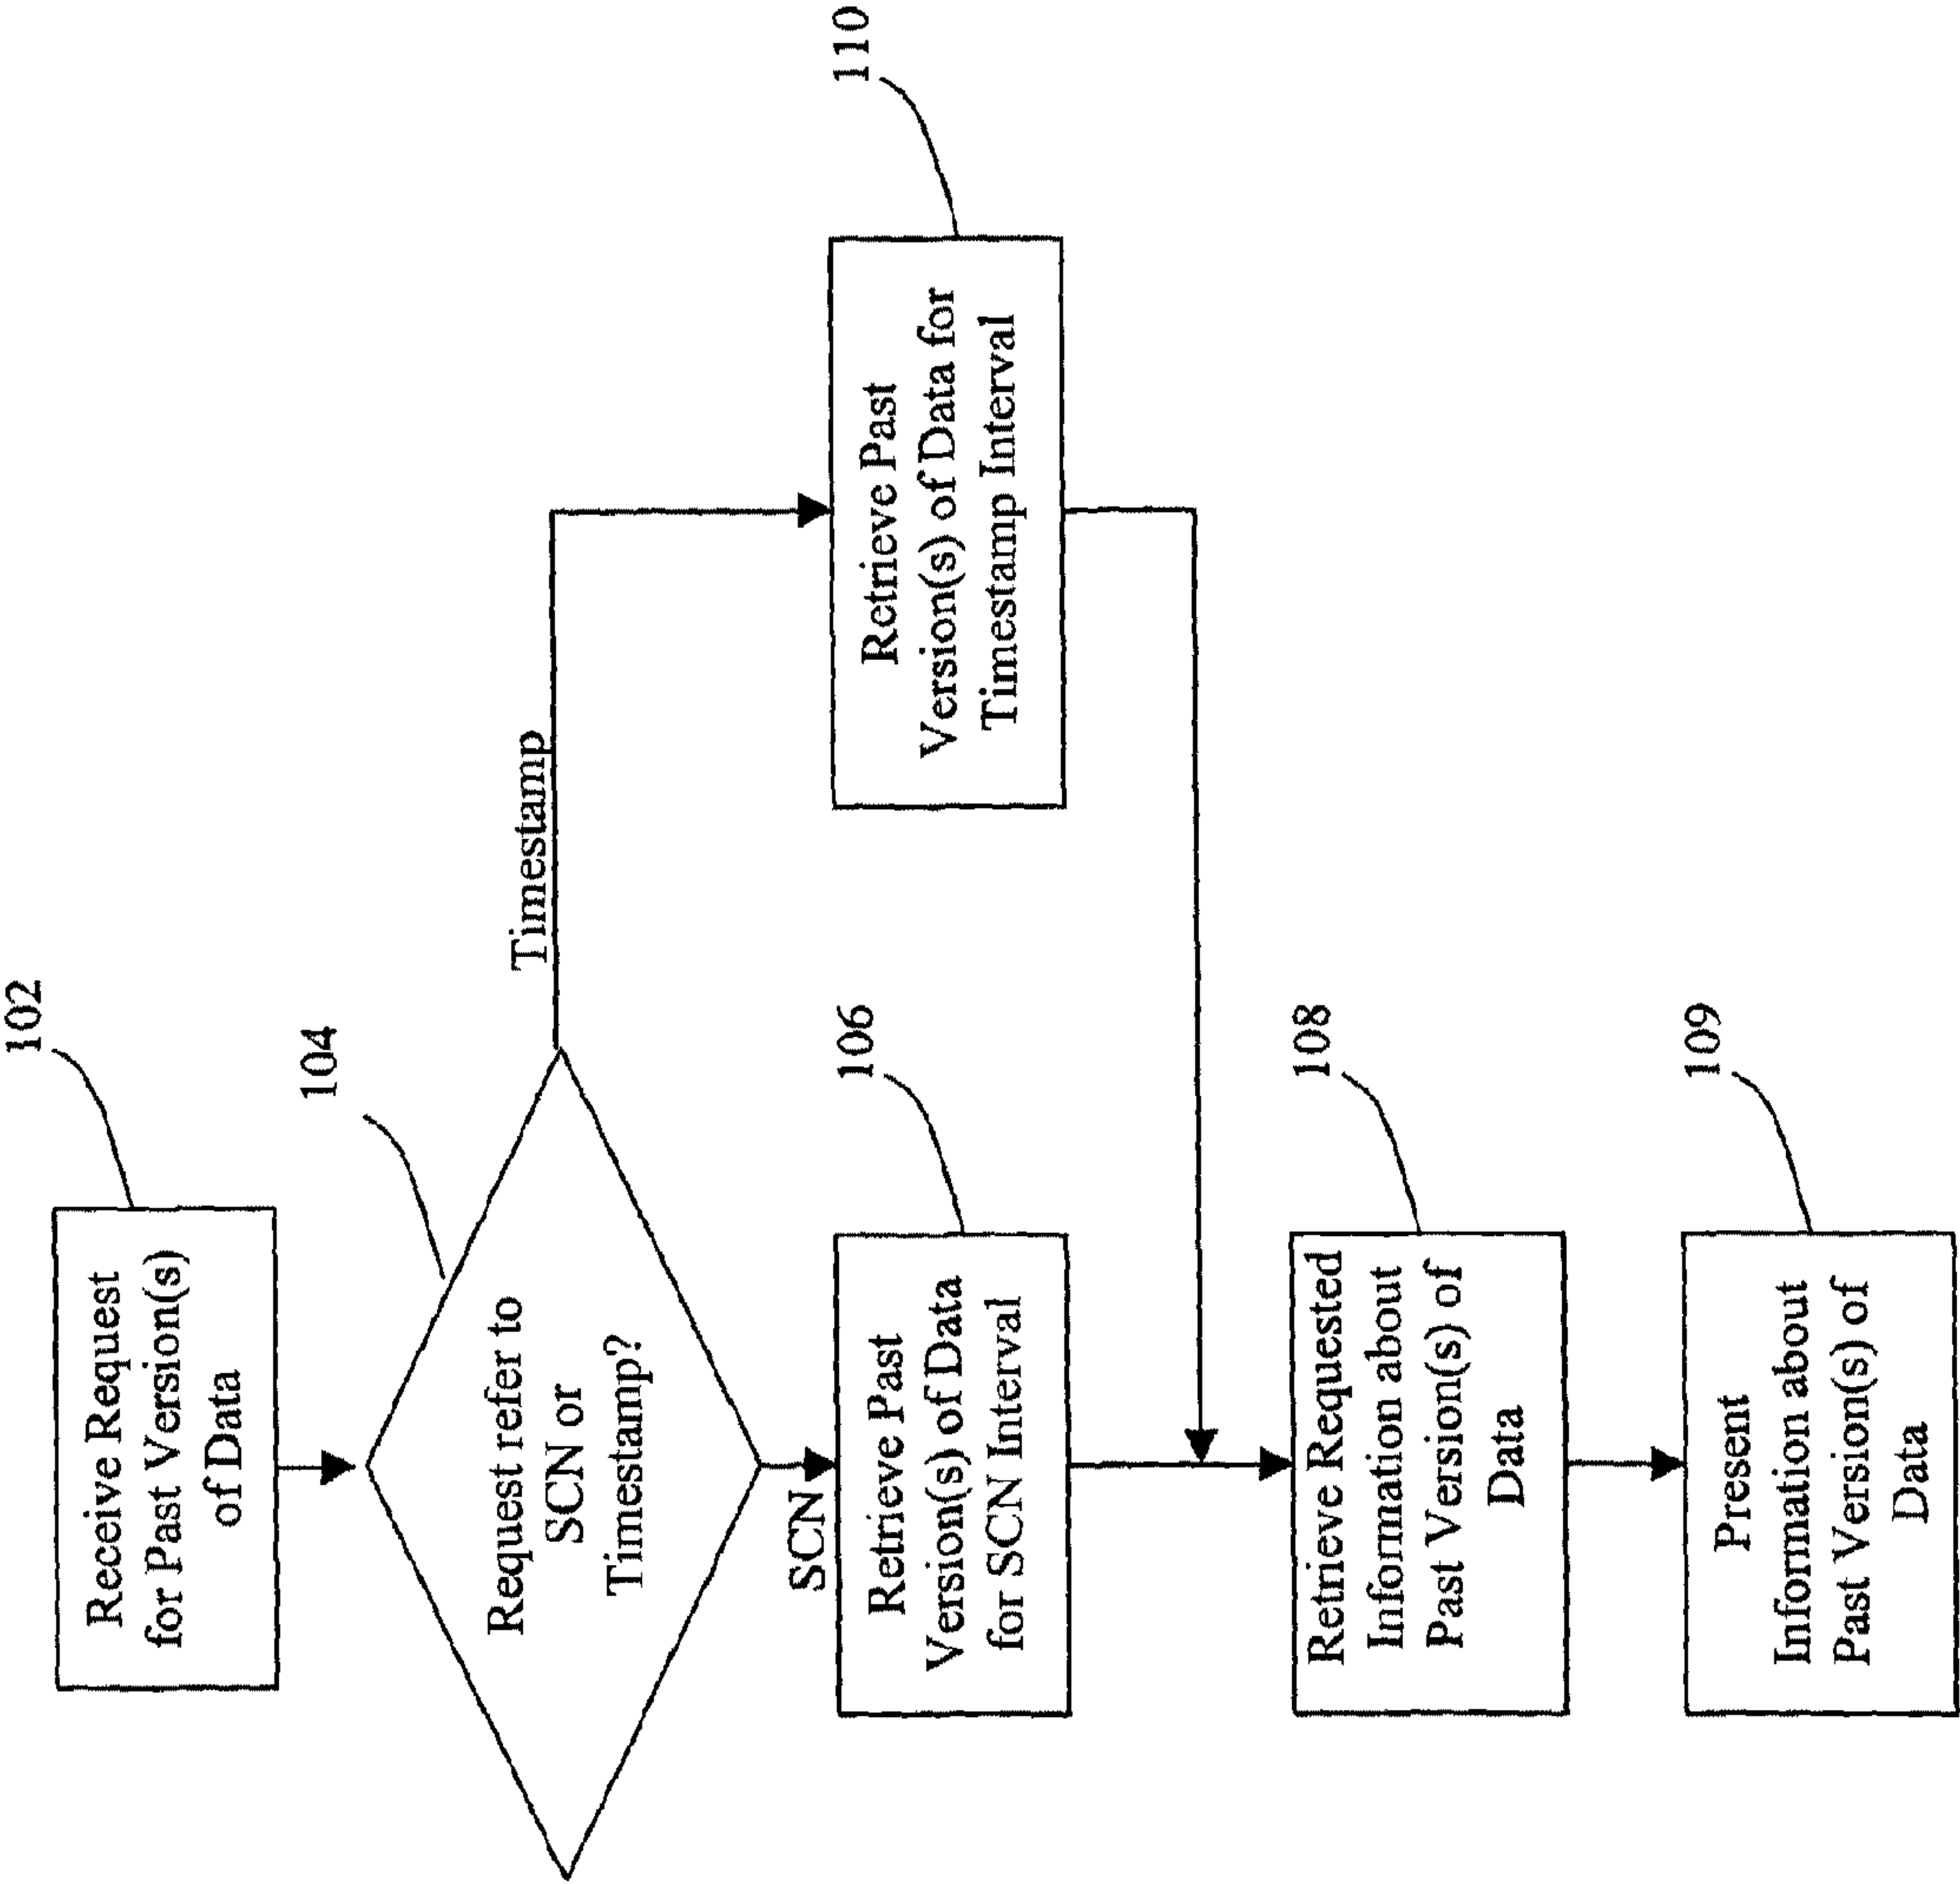 102
Receive Request
for Past Version(s)
of Data
104
Request refer to
SCN or
Timestamp?
Timestamp
SCN
106
Retrieve Past
Version(s) of Data
for SCN Interval
110
Retrieve Past
Version(s) of Data for
Timestamp Interval
108
Retrieve Requested
Information about
Past Version(s) of
Data
109
Present
Information about
Past Version(s) of
Data